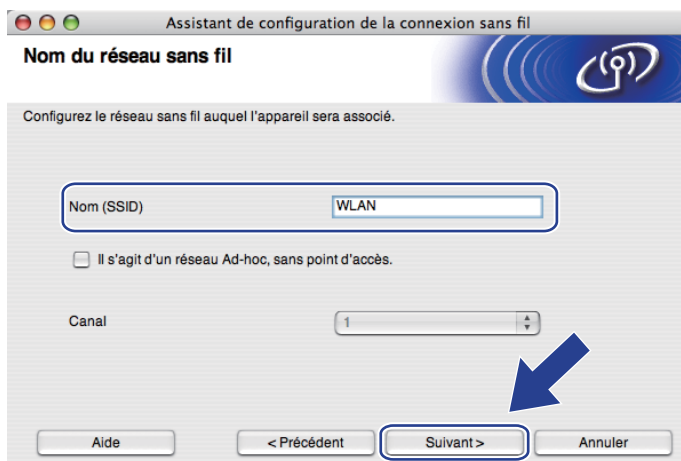 Assistant de configuration de la connexion sans fil
Nom du réseau sans fil
Configurez le réseau sans fil auquel l'appareil sera associé.
Nom (SSID) WLAN
Il s'agit d'un réseau Ad-hoc, sans point d'accès.
Canal 1
Aide < Précédent Suivant > Annuler